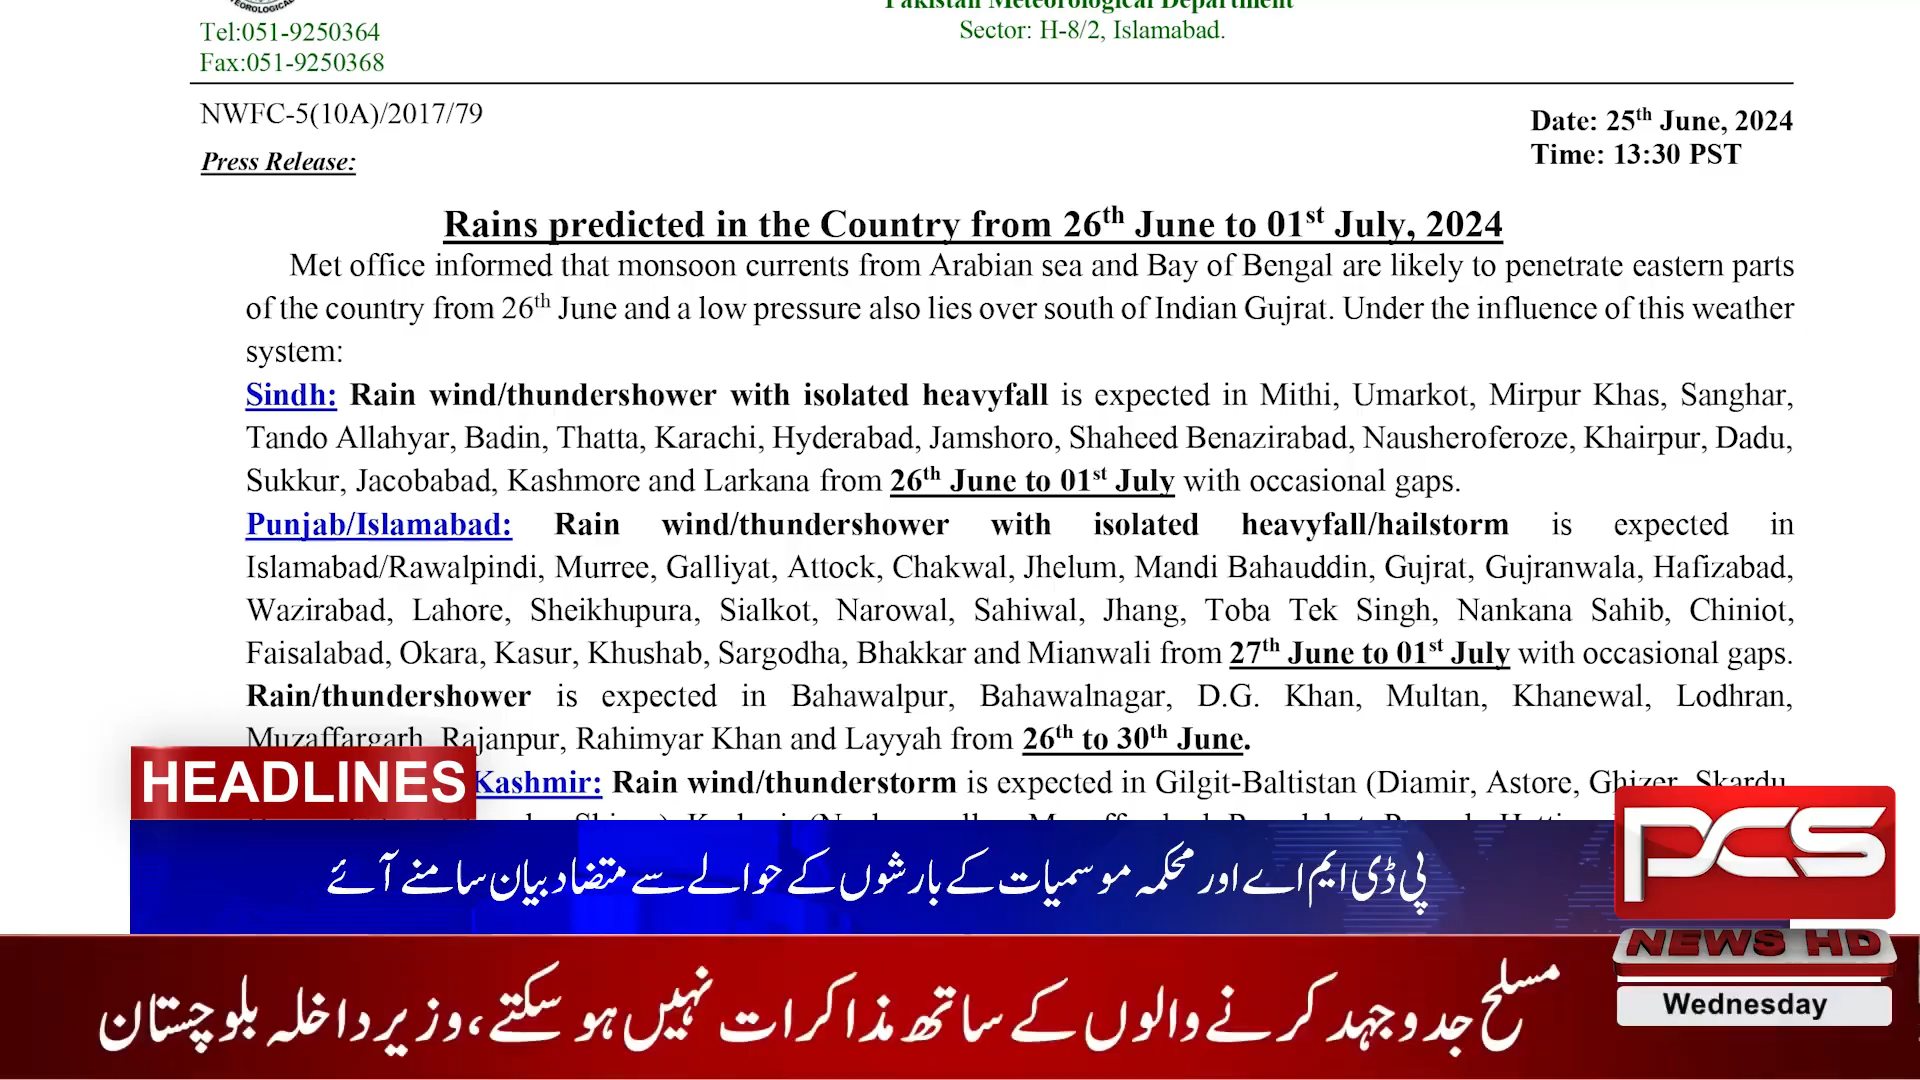 Pakistan Meteorological Department
Tel:051-9250364
Sector: H-8/2, Islamabad.
Fax:051-9250368
NWFC-5(10A)/2017/79
Date: 25th June, 2024
Press Release:
Time: 13:30 PST
Rains predicted in the Country from 26th June to 01st July, 2024
Met office informed that monsoon currents from Arabian sea and Bay of Bengal are likely to penetrate eastern parts
of the country from 26th June and a low pressure also lies over south of Indian Gujrat. Under the influence of this weather
system:
Sindh: Rain wind/thundershower with isolated heavyfall is expected in Mithi, Umarkot, Mirpur Khas, Sanghar,
Tando Allahyar, Badin, Thatta, Karachi, Hyderabad, Jamshoro, Shaheed Benazirabad, Nausheroferoze, Khairpur, Dadu,
Sukkur, Jacobabad, Kashmore and Larkana from 26th June to 01st July with occasional gaps.
Punjab/Islamabad: Rain wind/thundershower with isolated heavyfall/hailstorm is expected in
Islamabad/Rawalpindi, Murree, Galliyat, Attock, Chakwal, Jhelum, Mandi Bahauddin, Gujrat, Gujranwala, Hafizabad,
Wazirabad, Lahore, Sheikhupura, Sialkot, Narowal, Sahiwal, Jhang, Toba Tek Singh, Nankana Sahib, Chiniot,
Faisalabad, Okara, Kasur, Khushab, Sargodha, Bhakkar and Mianwali from 27th June to 01st July with occasional gaps.
Rain/thundershower is expected in Bahawalpur, Bahawalnagar, D.G. Khan, Multan, Khanewal, Lodhran,
Muzaffargarh, Rajanpur, Rahimyar Khan and Layyah from 26th to 30th June.
Kashmir: Rain wind/thunderstorm is expected in Gilgit-Baltistan (Diamir, Astore, Ghizer, Skardu,
HEADLINES
پی ڈی ایم اے اور محکمہ موسمیات کے بارشوں کے حوالے سے متضاد بیان سامنے آئے
PCS
NEWS HD
Wednesday
مسلح جدوجہد کرنے والوں کے ساتھ مذاکرات نہیں ہو سکتے، وزیر داخلہ بلوچستان